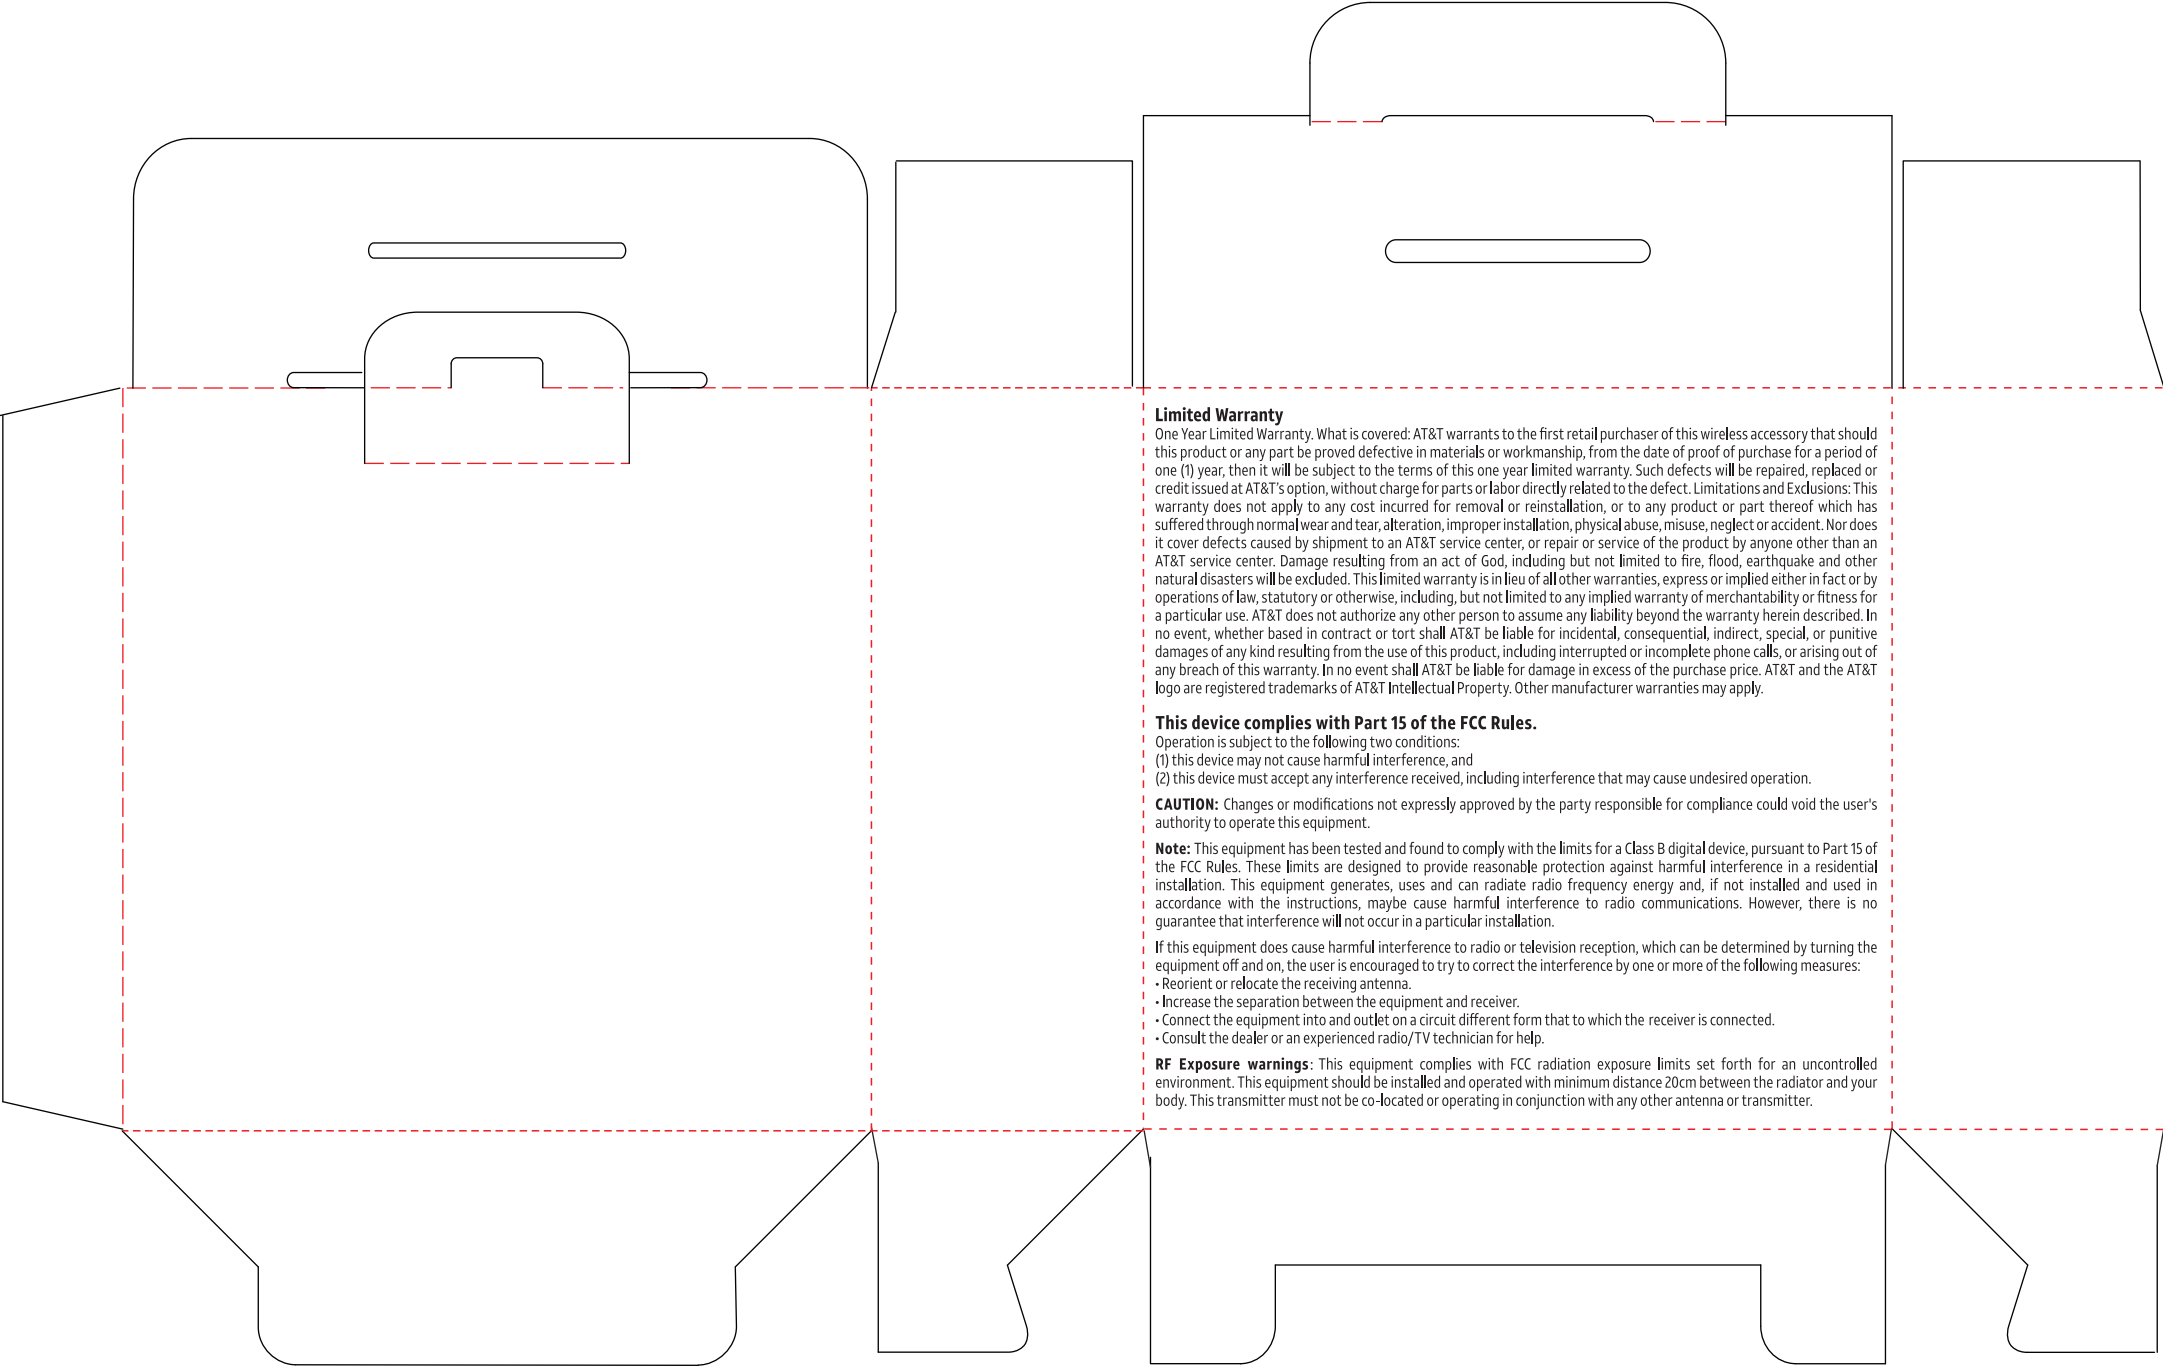 Limited Warranty
One Year Limited Warranty. What is covered: AT&T warrants to the first retail purchaser of this wireless accessory that should
this product or any part be proved defective in materials or workmanship, from the date of proof of purchase for a period of
one (1) year, then it will be subject to the terms of this one year limited warranty. Such defects will be repaired, replaced or
credit issued at AT&T's option, without charge for parts or labor directly related to the defect. Limitations and Exclusions: This
warranty does not apply to any cost incurred for removal or reinstallation, or to any product or part thereof which has
suffered through normal wear and tear, alteration, improper installation, physical abuse, misuse, neglect or accident. Nor does
it cover defects caused by shipment to an AT&T service center, or repair or service of the product by anyone other than an
AT&T service center. Damage resulting from an act of God, including but not limited to fire, flood, earthquake and other
natural disasters will be excluded. This limited warranty is in lieu of all other warranties, express or implied either in fact or by
operations of law, statutory or otherwise, including, but not limited to any implied warranty of merchantability or fitness for
a particular use. AT&T does not authorize any other person to assume any liability beyond the warranty herein described. In
no event, whether based in contract or tort shall AT&T be liable for incidental, consequential, indirect, special, or punitive
damages of any kind resulting from the use of this product, including interrupted or incomplete phone calls, or arising out of
any breach of this warranty. In no event shall AT&T be liable for damage in excess of the purchase price. AT&T and the AT&T
logo are registered trademarks of AT&T Intellectual Property. Other manufacturer warranties may apply.
This device complies with Part 15 of the FCC Rules.
Operation is subject to the following two conditions:
(1) this device may not cause harmful interference, and
(2) this device must accept any interference received, including interference that may cause undesired operation.
CAUTION: Changes or modifications not expressly approved by the party responsible for compliance could void the user's
authority to operate this equipment.
Note: This equipment has been tested and found to comply with the limits for a Class B digital device, pursuant to Part 15 of
the FCC Rules. These limits are designed to provide reasonable protection against harmful interference in a residential
installation. This equipment generates, uses and can radiate radio frequency energy and, if not installed and used in
accordance with the instructions, maybe cause harmful interference to radio communications. However, there is no
guarantee that interference will not occur in a particular installation.
If this equipment does cause harmful interference to radio or television reception, which can be determined by turning the
equipment off and on, the user is encouraged to try to correct the interference by one or more of the following measures:
• Reorient or relocate the receiving antenna.
• Increase the separation between the equipment and receiver.
• Connect the equipment into and outlet on a circuit different form that to which the receiver is connected.
• Consult the dealer or an experienced radio/TV technician for help.
RF Exposure warnings: This equipment complies with FCC radiation exposure limits set forth for an uncontrolled
environment. This equipment should be installed and operated with minimum distance 20cm between the radiator and your
body. This transmitter must not be co-located or operating in conjunction with any other antenna or transmitter.